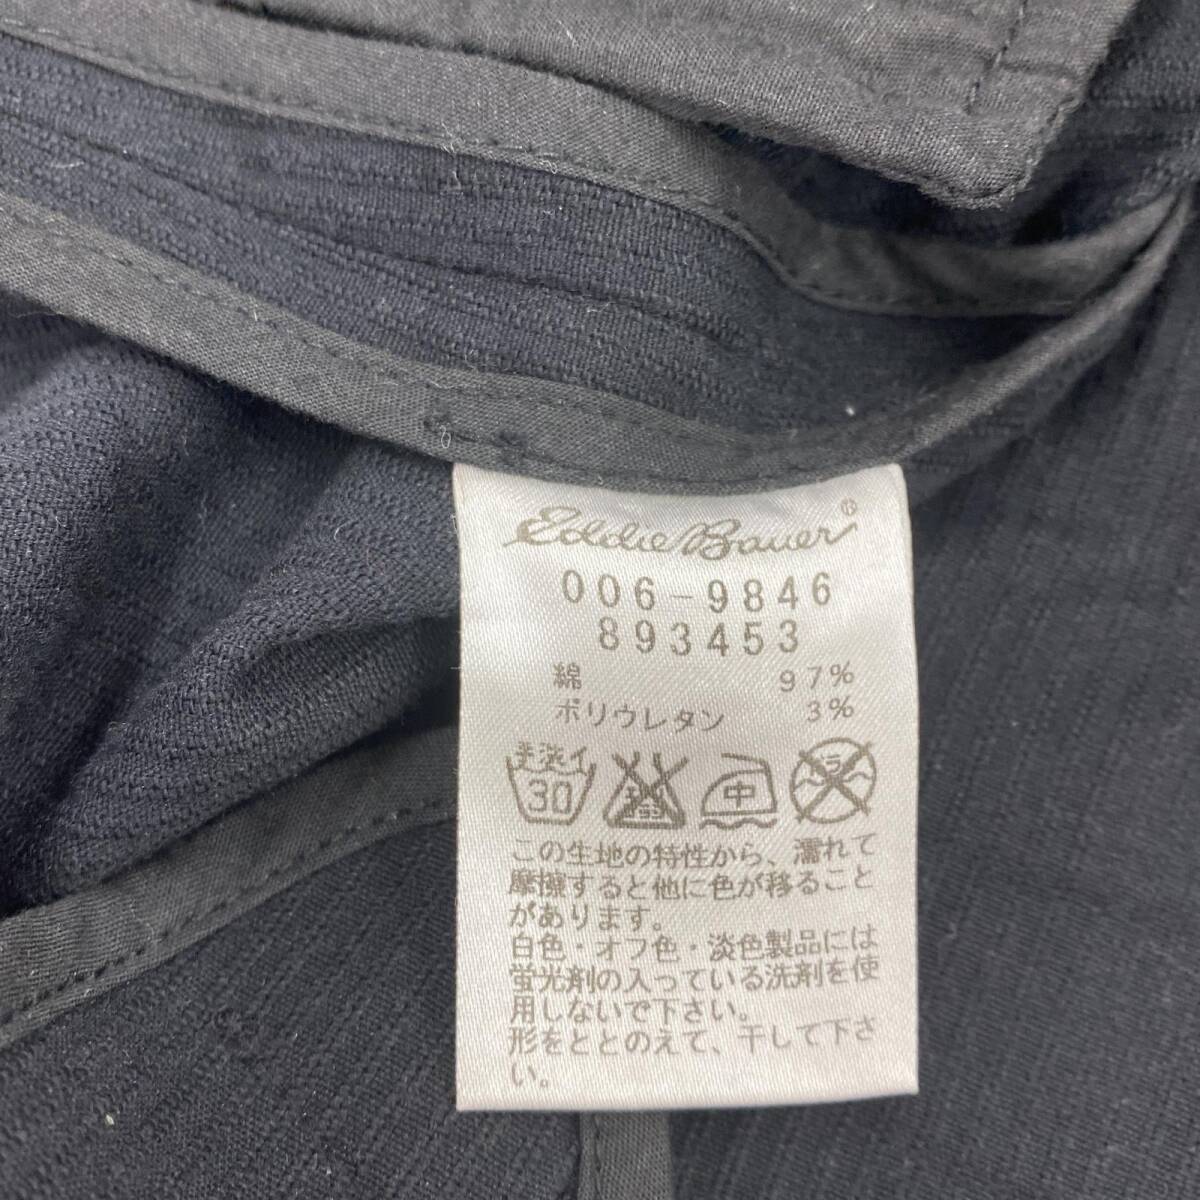 Eddie Bauer®
006-9846
893453
綿 97%
ポリウレタン 3%
手洗イ 中
30
この生地の特性から、濡れて
摩擦すると他に色が移ること
があります。
白色・オフ色・淡色製品には
蛍光剤の入っている洗剤を使
用しないで下さい。
形をととのえて、干して下さ
い。